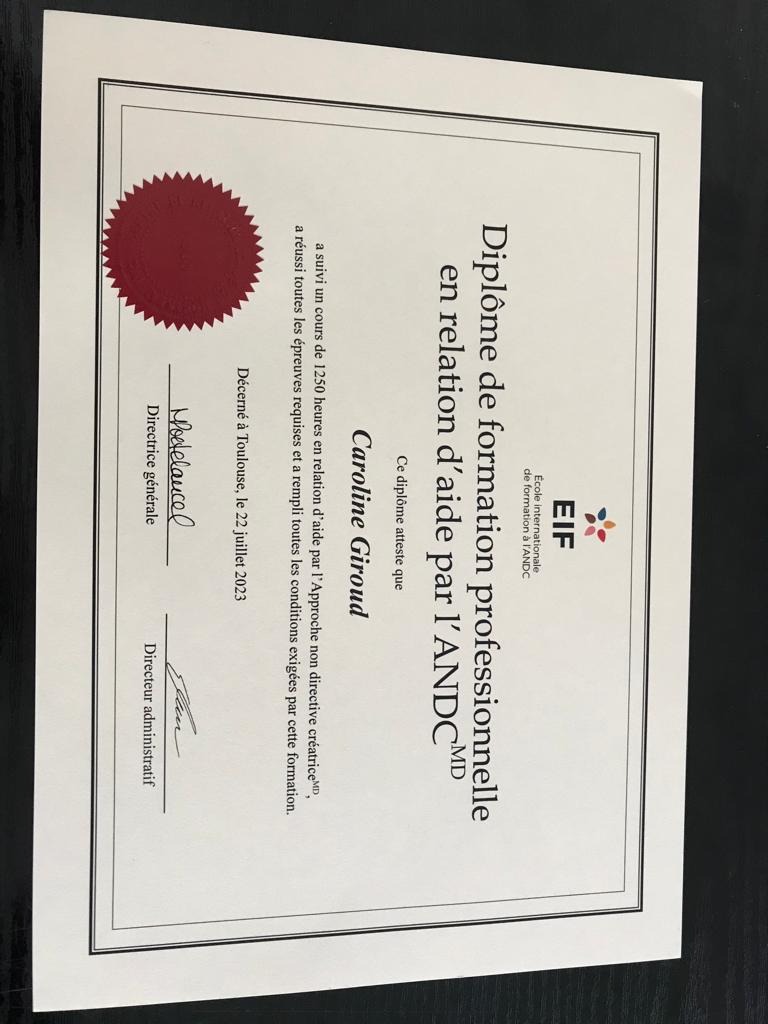 EIF
École internationale
de formation à l'ANDC
Diplôme de formation professionnelle
en relation d'aide par l'ANDCᴹᴰ
Ce diplôme atteste que
Caroline Giroud
a suivi un cours de 1250 heures en relation d'aide par l'Approche non directive créatriceᴹᴰ,
a réussi toutes les épreuves requises et a rempli toutes les conditions exigées par cette formation.
Décerné à Toulouse, le 22 juillet 2023
Directrice générale
Directeur administratif